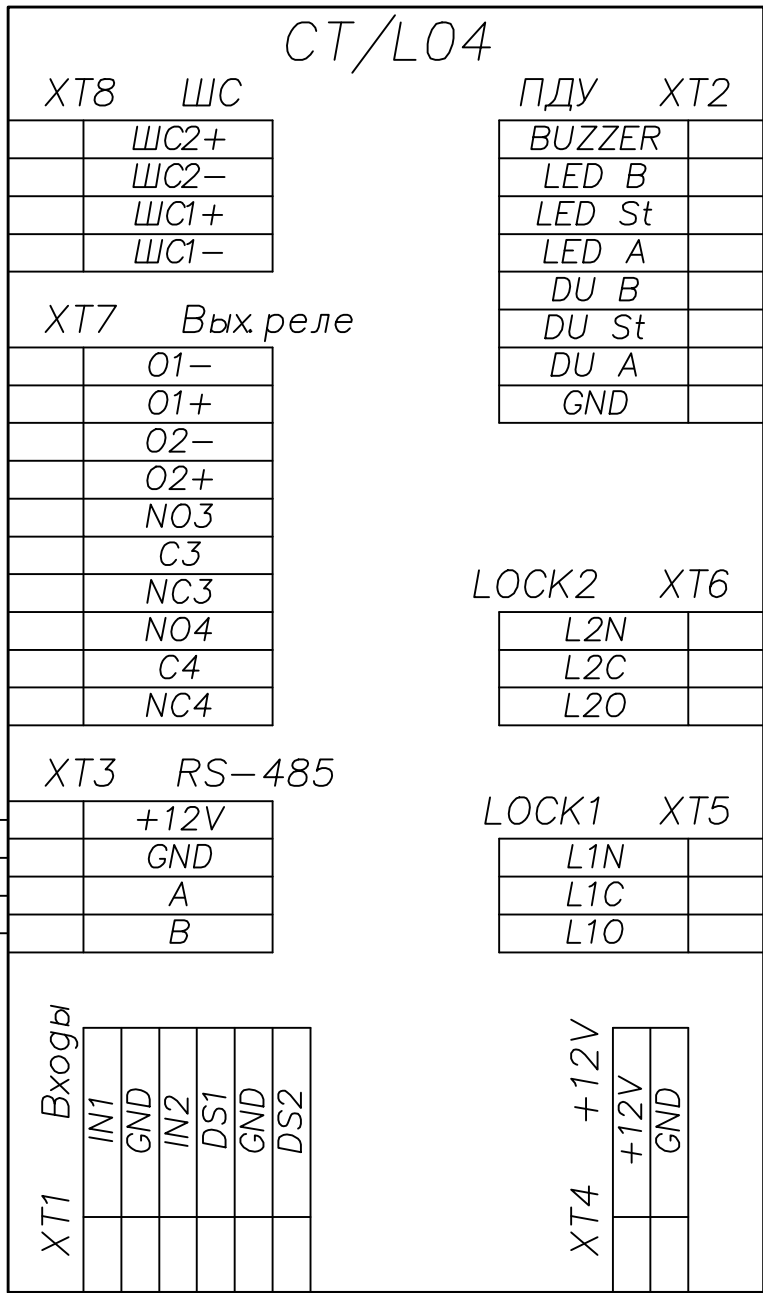 CT/L04
XT8 ШС
ШС2+
ШС2-
ШС1+
ШС1-
ПДУ XT2
BUZZER
LED B
LED St
LED A
DU B
DU St
DU A
GND
XT7 Вых.реле
O1-
O1+
O2-
O2+
NO3
C3
NC3
NO4
C4
NC4
LOCK2 XT6
L2N
L2C
L2O
XT3 RS-485
+12V
GND
A
B
LOCK1 XT5
L1N
L1C
L1O
XT1 Входы
IN1
GND
IN2
DS1
GND
DS2
XT4 +12V
+12V
GND